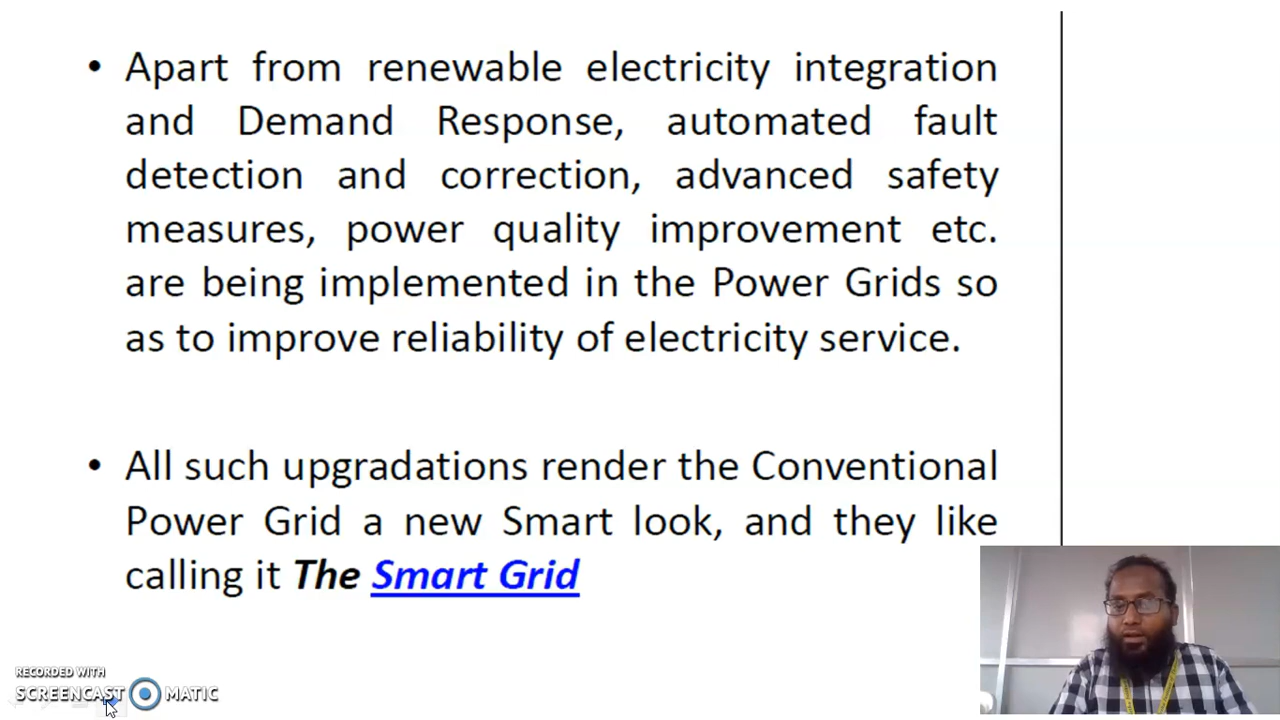 • Apart from renewable electricity integration
and Demand Response, automated fault
detection and correction, advanced safety
measures, power quality improvement etc.
are being implemented in the Power Grids so
as to improve reliability of electricity service.
• All such upgradations render the Conventional
Power Grid a new Smart look, and they like
calling it The Smart Grid
RECORDED WITH
SCREENCAST MATIC